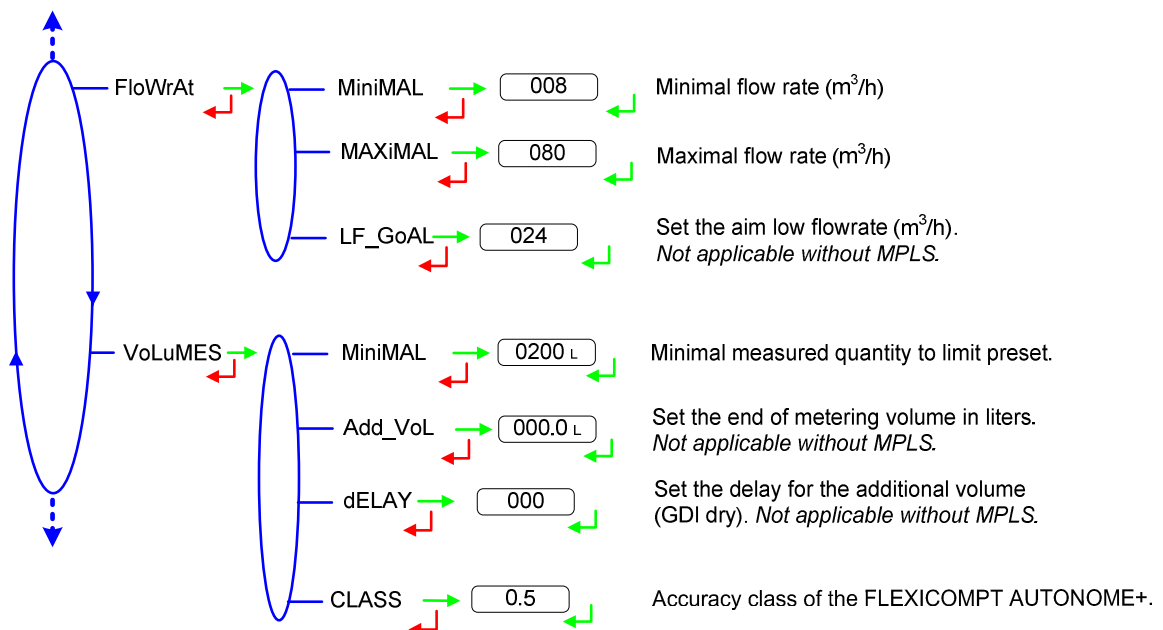 FloWrAt MiniMAL 008 Minimal flow rate (m³/h)
MAXiMAL 080 Maximal flow rate (m³/h)
LF_GoAL 024 Set the aim low flowrate (m³/h).
Not applicable without MPLS.
VoLuMES MiniMAL 0200 L Minimal measured quantity to limit preset.
Add_VoL 000.0 L Set the end of metering volume in liters.
Not applicable without MPLS.
dELAY 000 Set the delay for the additional volume
(GDI dry). Not applicable without MPLS.
CLASS 0.5 Accuracy class of the FLEXICOMPT AUTONOME+.